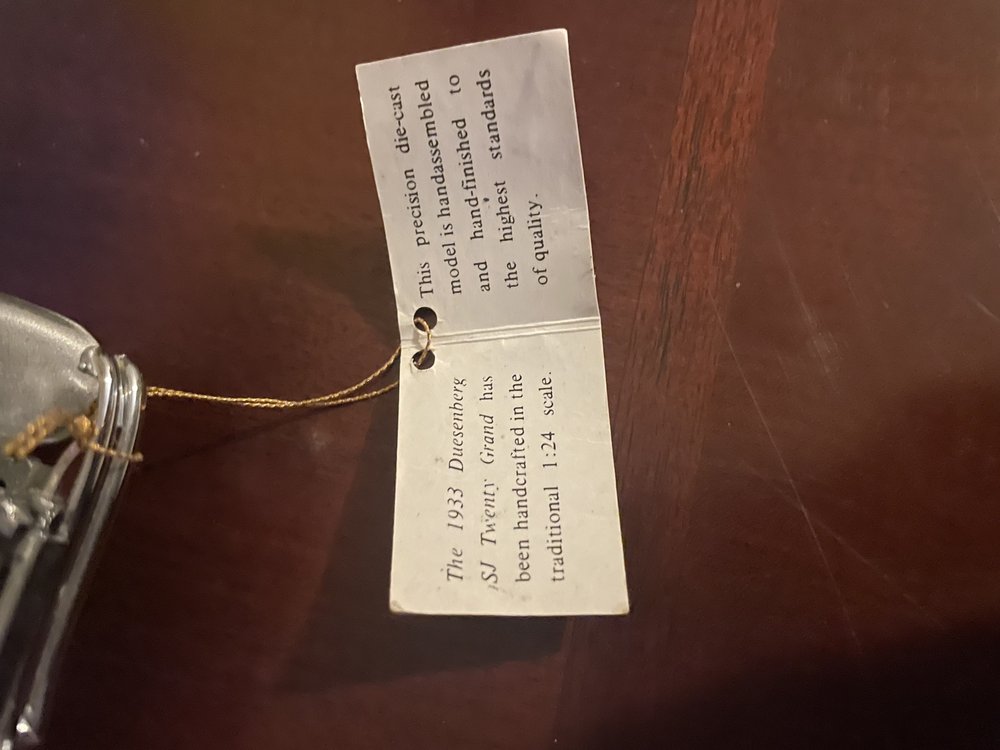 The 1933 Duesenberg
SJ Twenty Grand has
been handcrafted in the
traditional 1:24 scale.
This precision die-cast
model is handassembled
and hand-finished to
the highest standards
of quality.